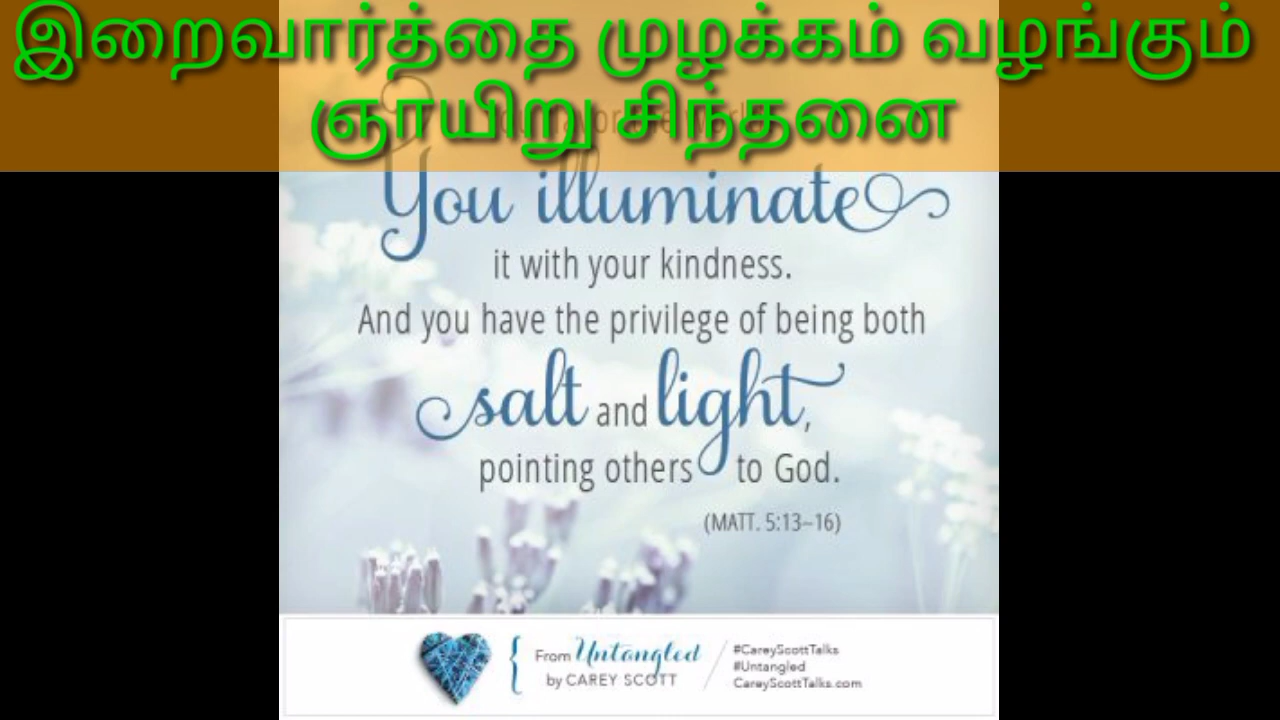 இறைவார்த்தை முழக்கம் வழங்கும்
ஞாயிறு சிந்தனை
You illuminate
it with your kindness.
And you have the privilege of being both
salt and light,
pointing others to God.
(MATT. 5:13–16)
From Untangled
by CAREY SCOTT
#CareyScottTalks
#Untangled
CareyScottTalks.com